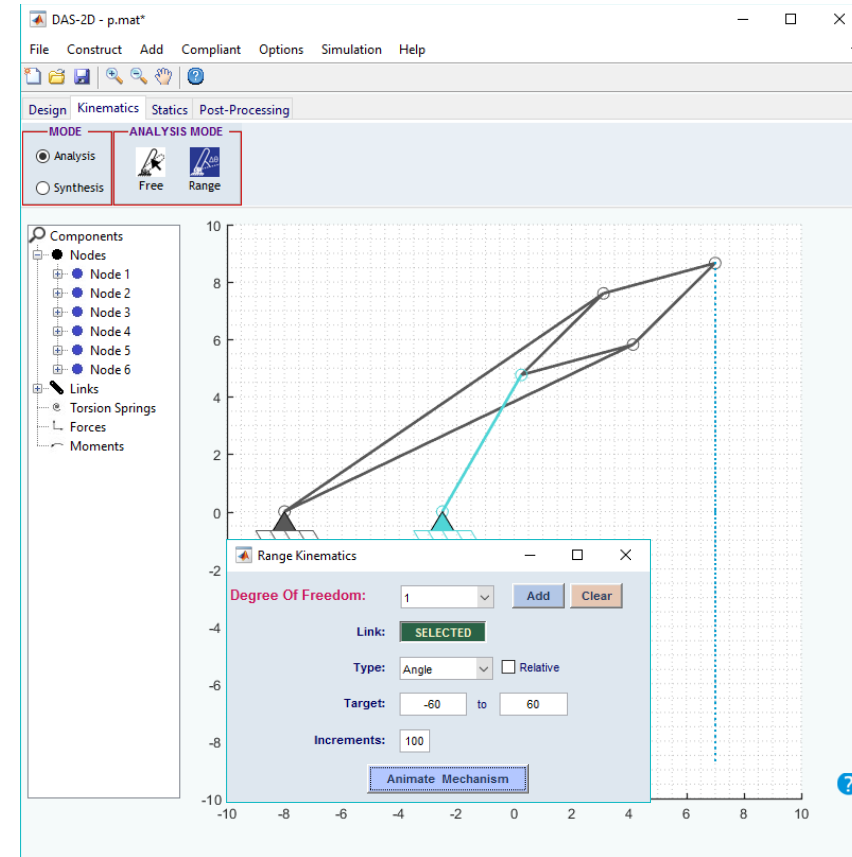 DAS-2D - p.mat*
File Construct Add Compliant Options Simulation Help
Design Kinematics Statics Post-Processing
MODE ANALYSIS MODE
Analysis
Synthesis
Δθ
Free Range
Components
Nodes
Node 1
Node 2
Node 3
Node 4
Node 5
Node 6
Links
Torsion Springs
Forces
Moments
10
8
6
4
2
0
-2
-4
-6
-8
-10
Range Kinematics
Degree Of Freedom: 1 Add Clear
Link: SELECTED
Type: Angle Relative
Target: -60 to 60
Increments: 100
Animate Mechanism
-10 -8 -6 -4 -2 0 2 4 6 8 10